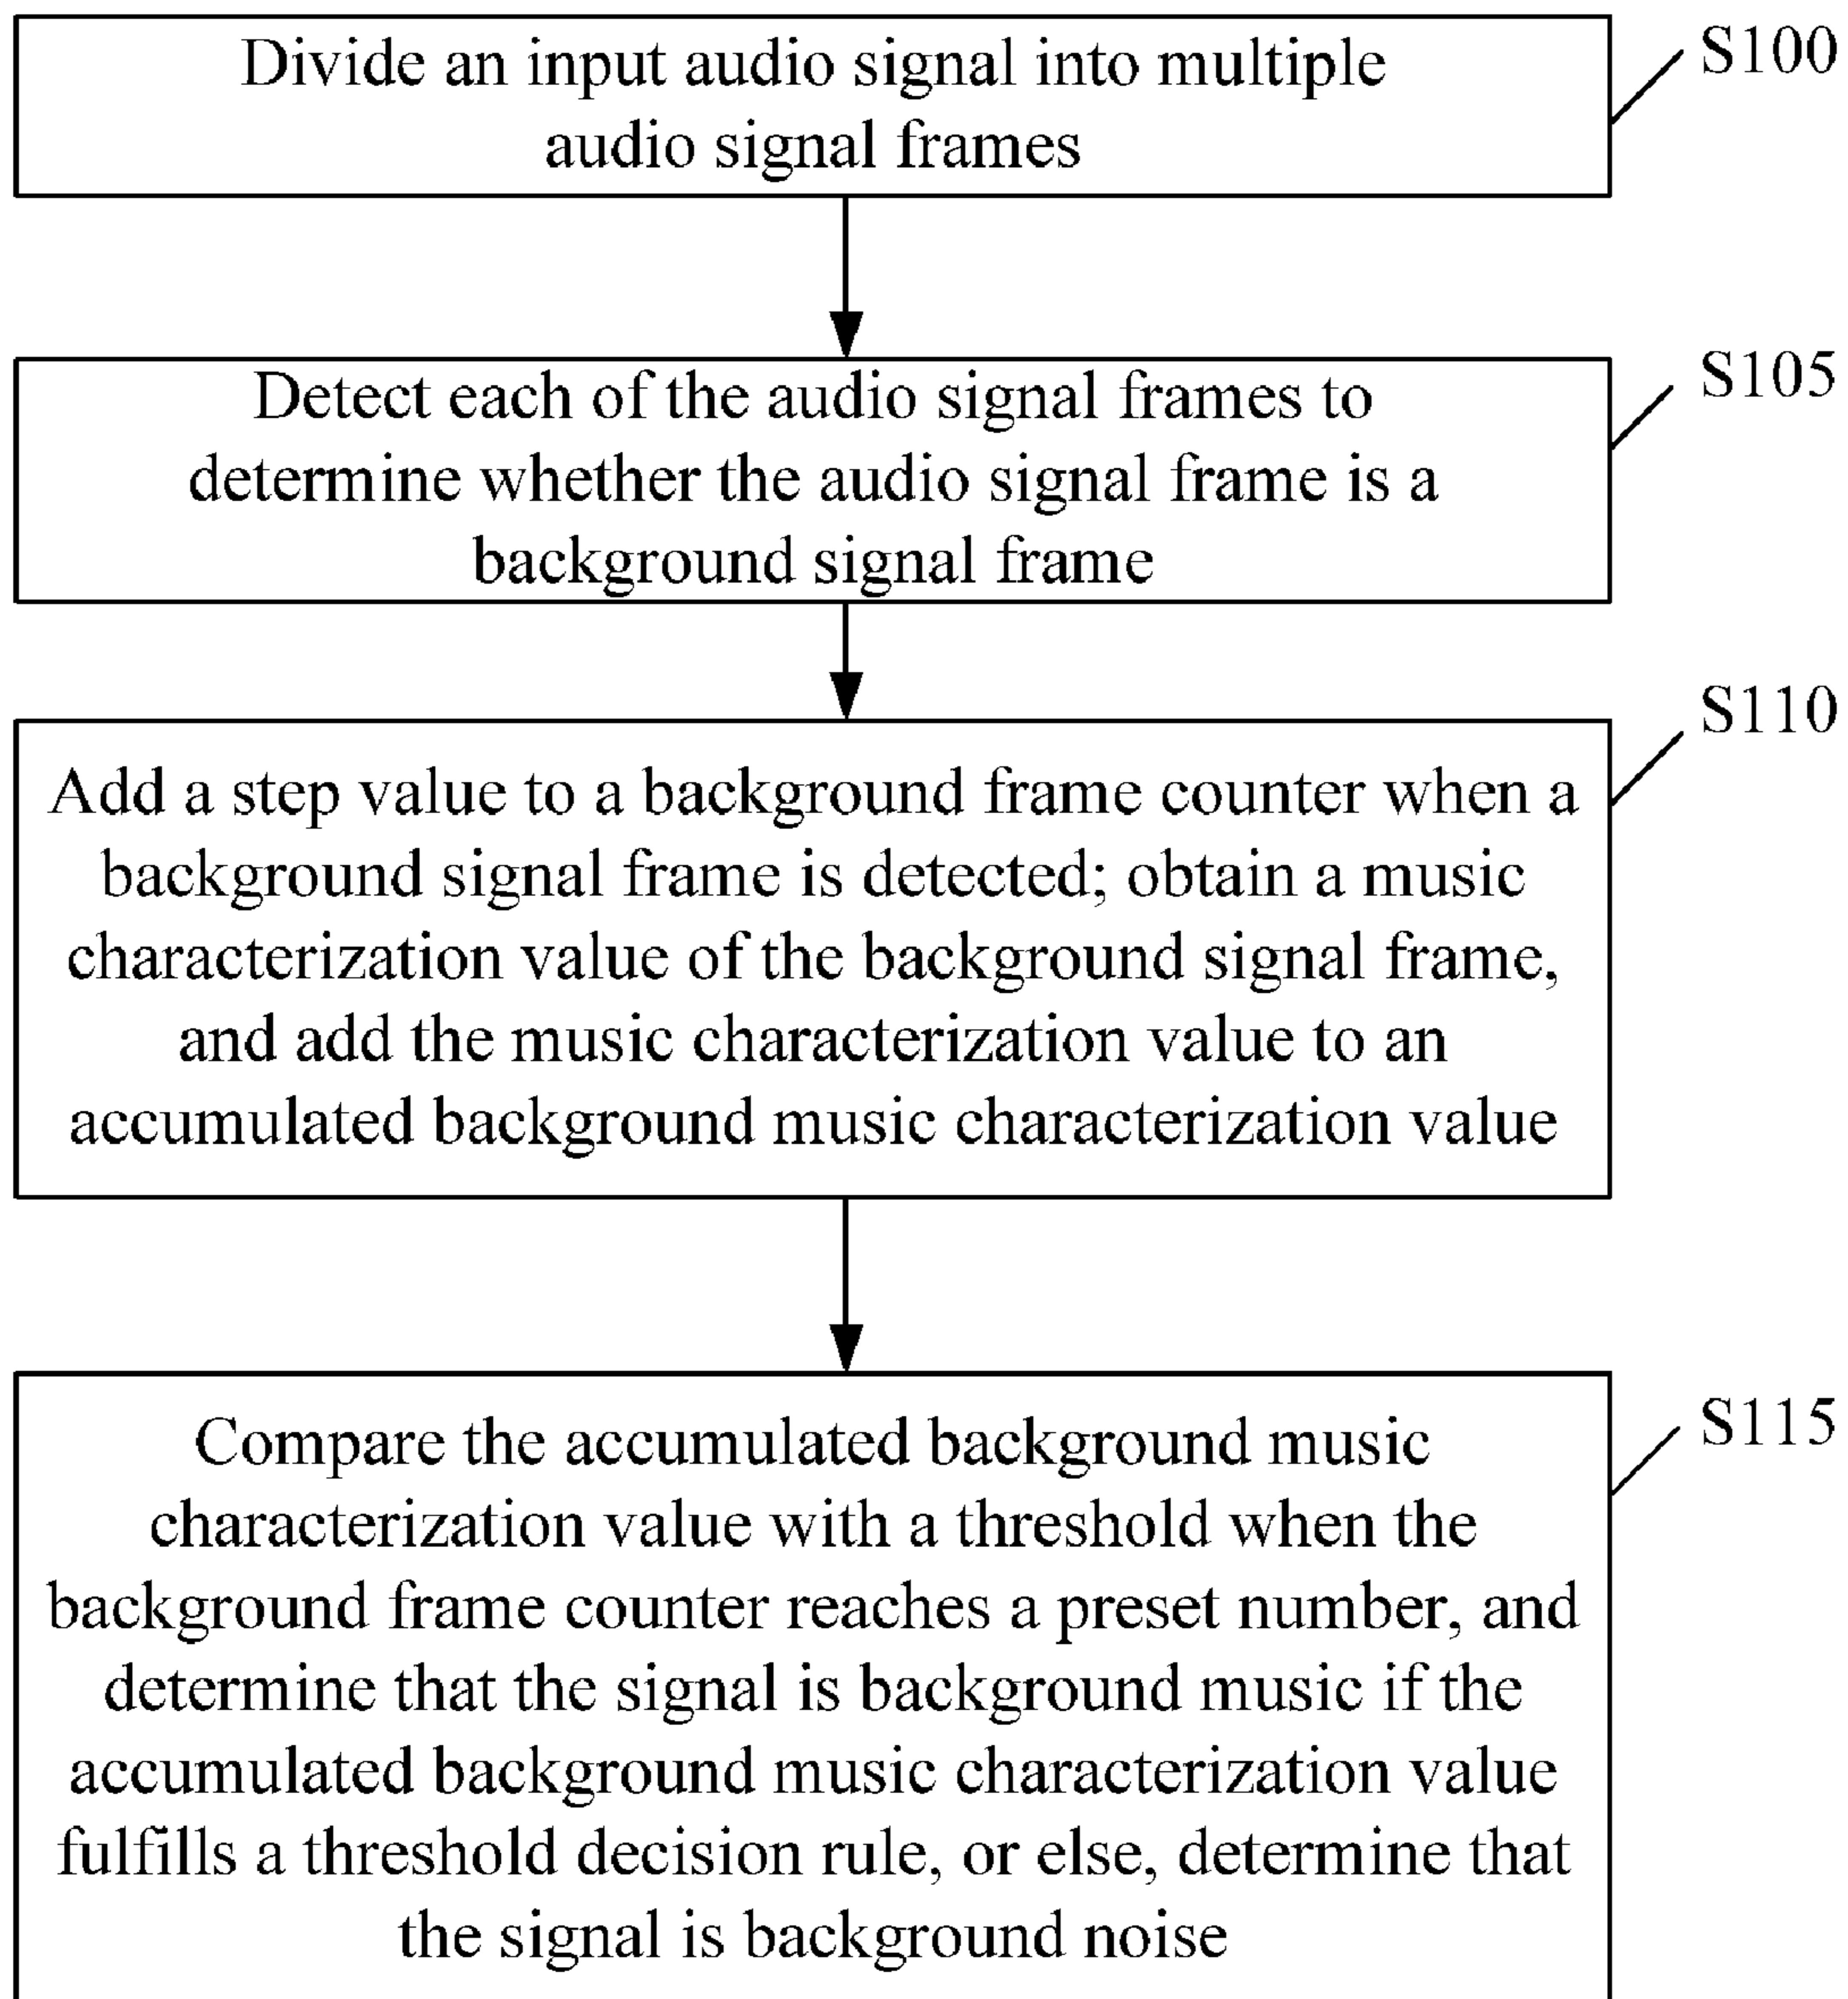 Divide an input audio signal into multiple
audio signal frames
S100
Detect each of the audio signal frames to
determine whether the audio signal frame is a
background signal frame
S105
Add a step value to a background frame counter when a
background signal frame is detected; obtain a music
characterization value of the background signal frame,
and add the music characterization value to an
accumulated background music characterization value
S110
Compare the accumulated background music
characterization value with a threshold when the
background frame counter reaches a preset number, and
determine that the signal is background music if the
accumulated background music characterization value
fulfills a threshold decision rule, or else, determine that
the signal is background noise
S115